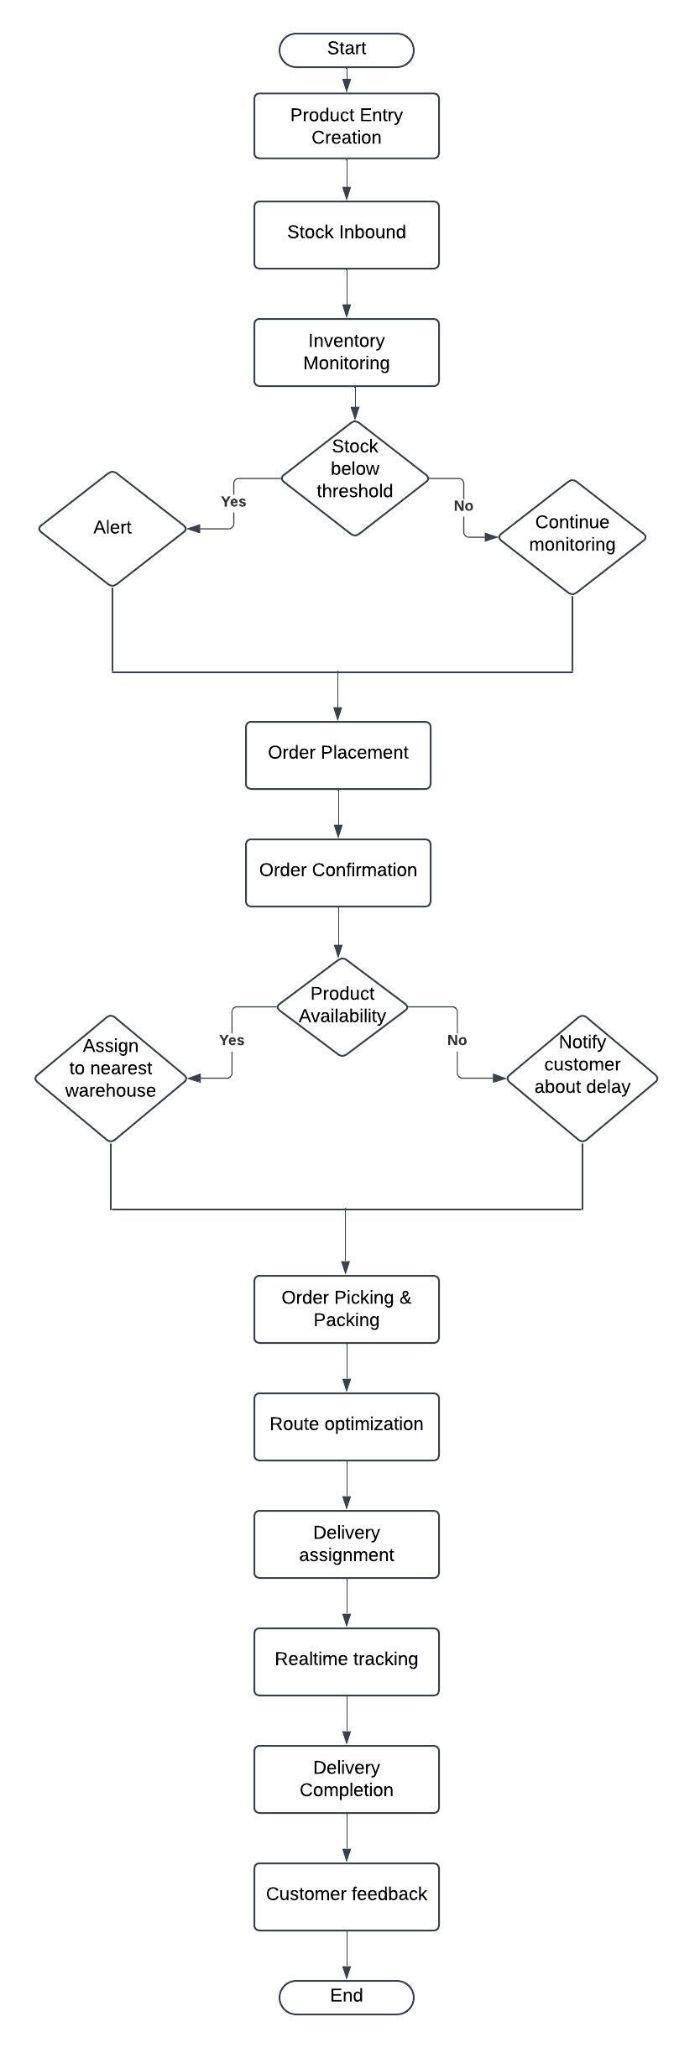 Start
Product Entry
Creation
Stock Inbound
Inventory
Monitoring
Stock
below
threshold
Yes
No
Alert
Continue
monitoring
Order Placement
Order Confirmation
Product
Availability
Yes
No
Assign
to nearest
warehouse
Notify
customer
about delay
Order Picking &
Packing
Route optimization
Delivery
assignment
Realtime tracking
Delivery
Completion
Customer feedback
End